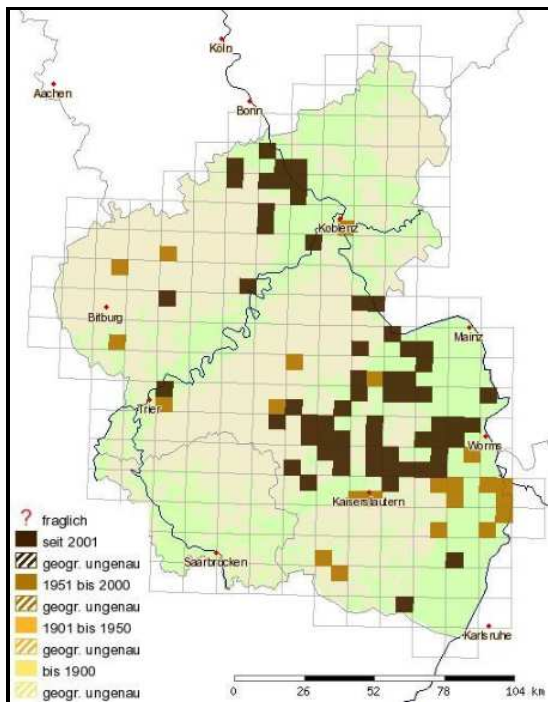 Köln
Aachen
Bonn
Koblenz
Bitburg
Mainz
Trier
Worms
Kaiserslautern
Saarbrücken
Karlsruhe
? fraglich
seit 2001
geogr. ungenau
1951 bis 2000
geogr. ungenau
1901 bis 1950
geogr. ungenau
bis 1900
geogr. ungenau
0 26 52 78 104 km